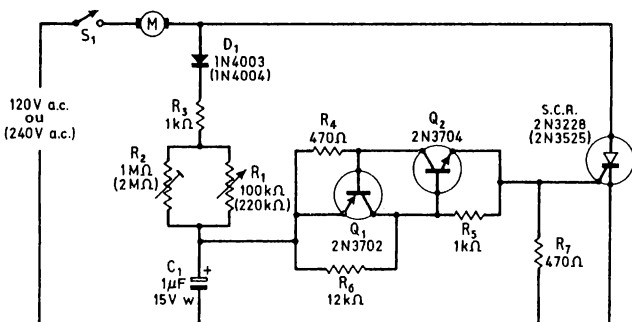 S1
M
D1
1N4003
(1N4004)
120V a.c.
ou
(240V a.c.)
R3
1kΩ
R2
1MΩ
(2MΩ)
R1
100kΩ
(220kΩ)
C1
+
1µF
15V w
R4
470Ω
Q2
2N3704
Q1
2N3702
R5
1kΩ
R6
12kΩ
S.C.R.
2N3228
(2N3525)
R7
470Ω